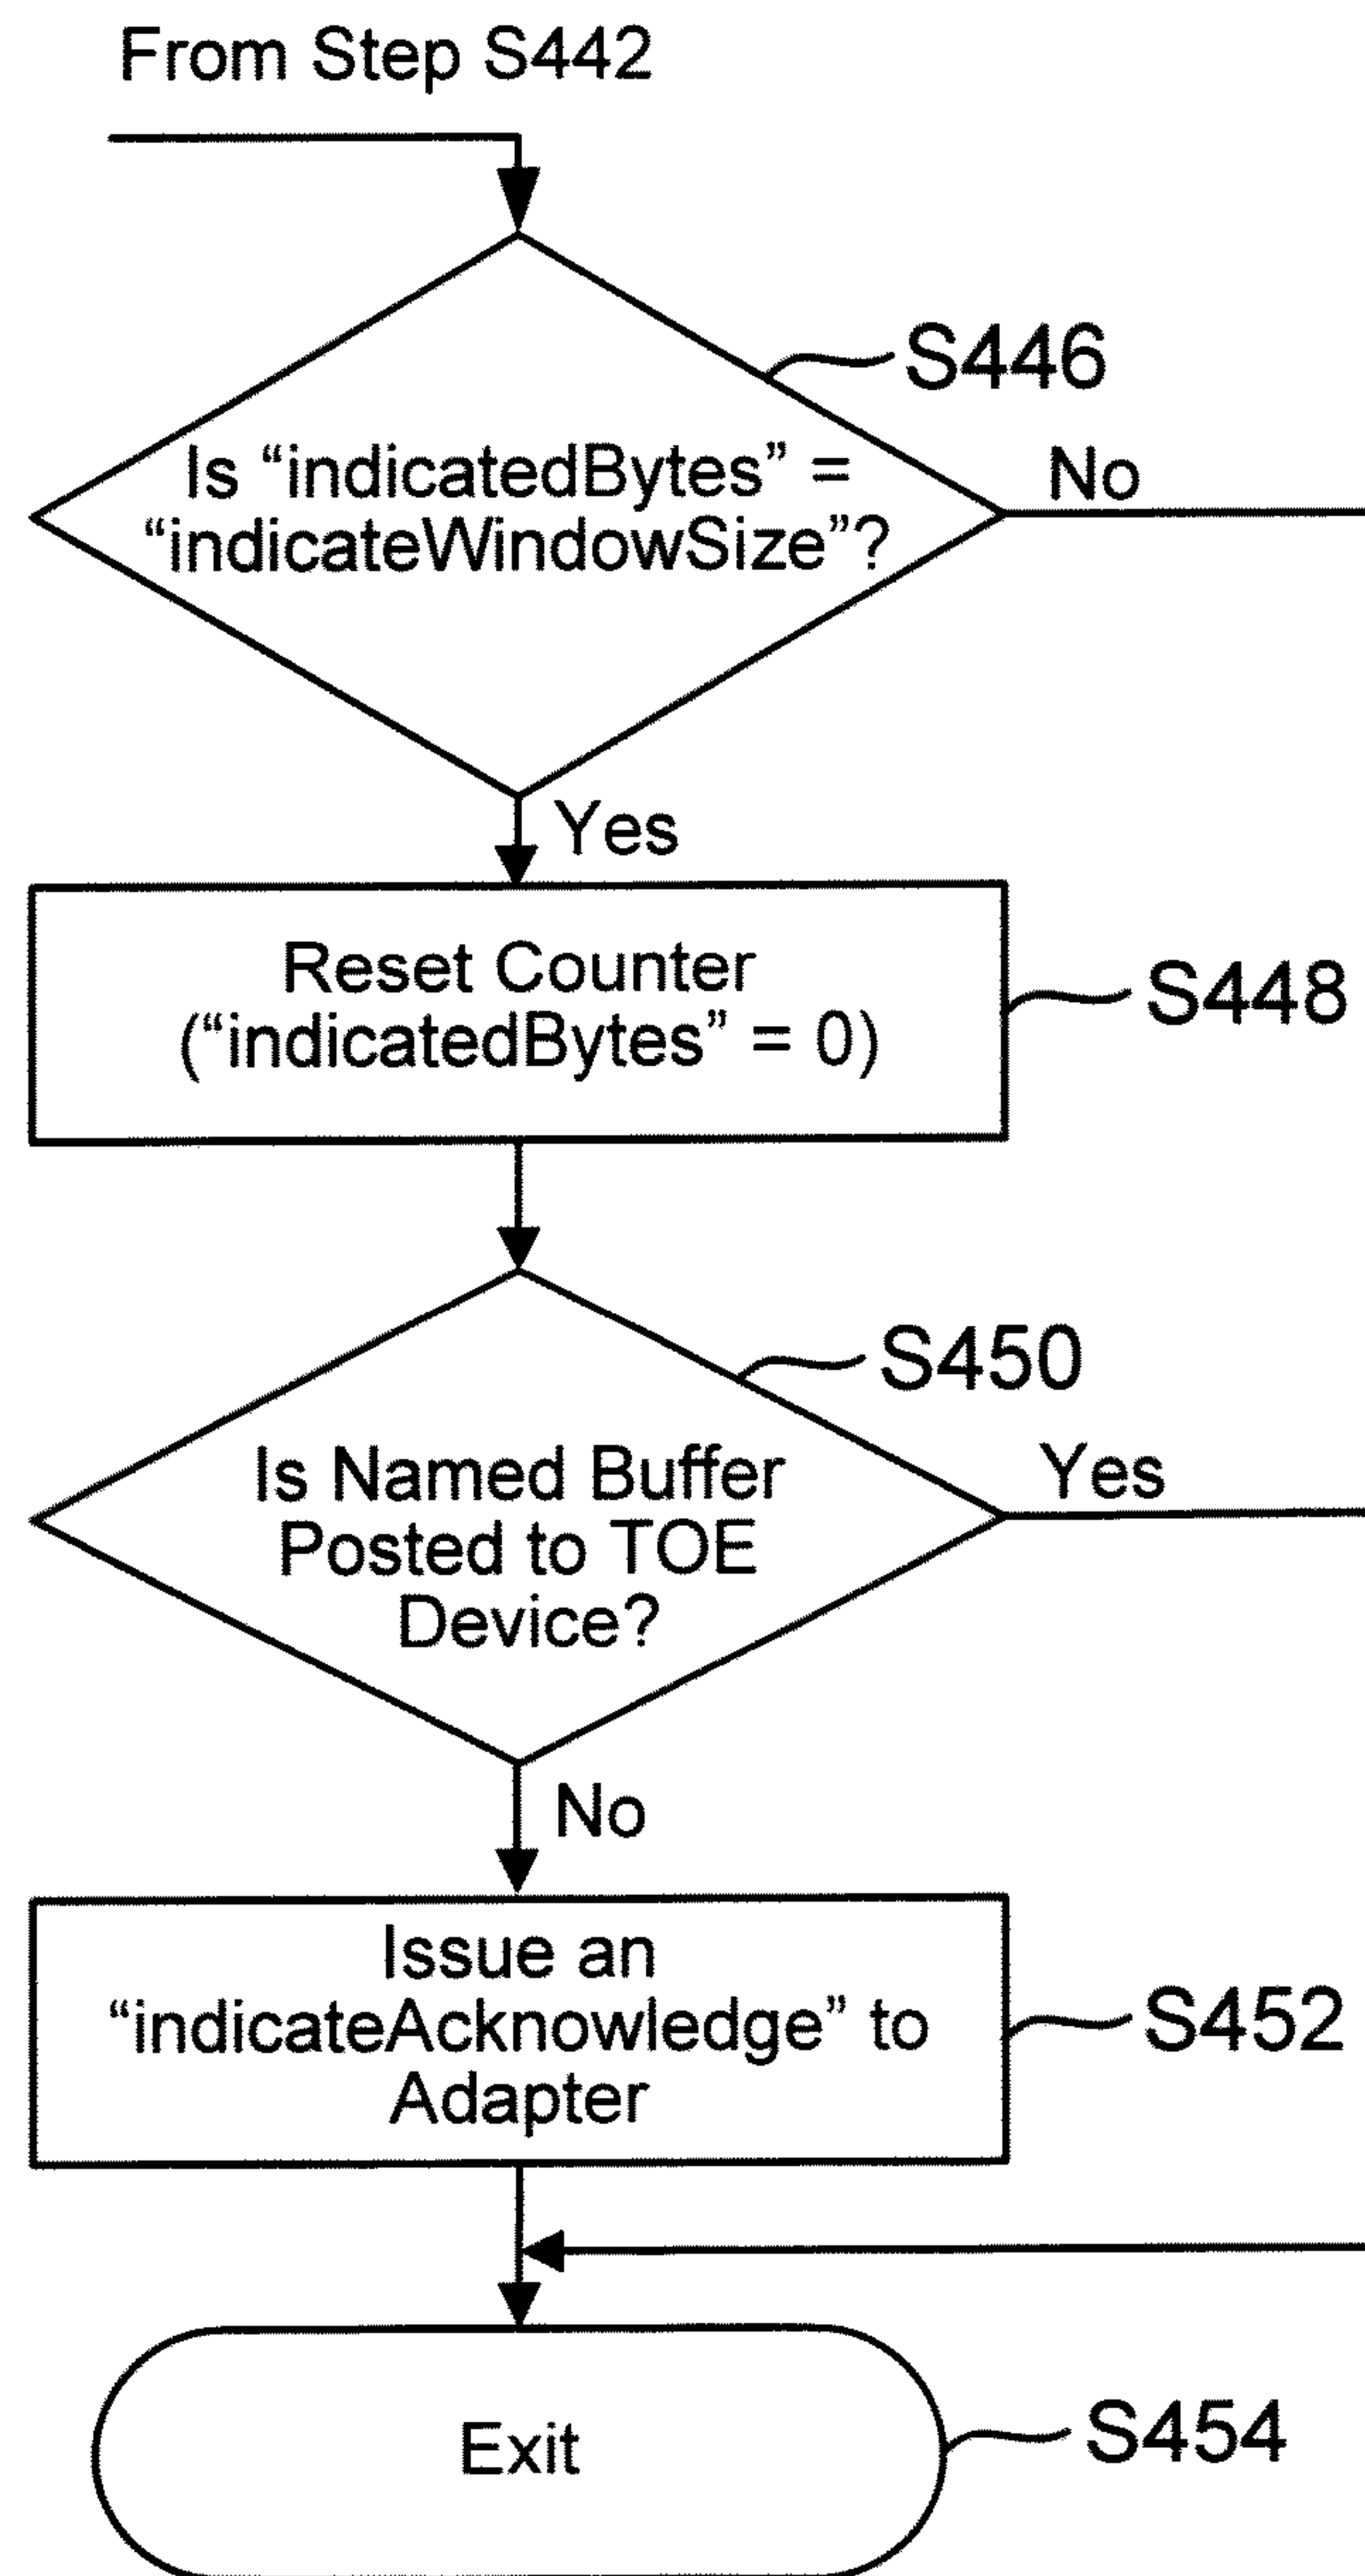 From Step S442
S446
Is “indicatedBytes” =
“indicateWindowSize”?
No
Yes
Reset Counter
(“indicatedBytes” = 0)
S448
S450
Is Named Buffer
Posted to TOE
Device?
Yes
No
Issue an
“indicateAcknowledge” to
Adapter
S452
Exit
S454